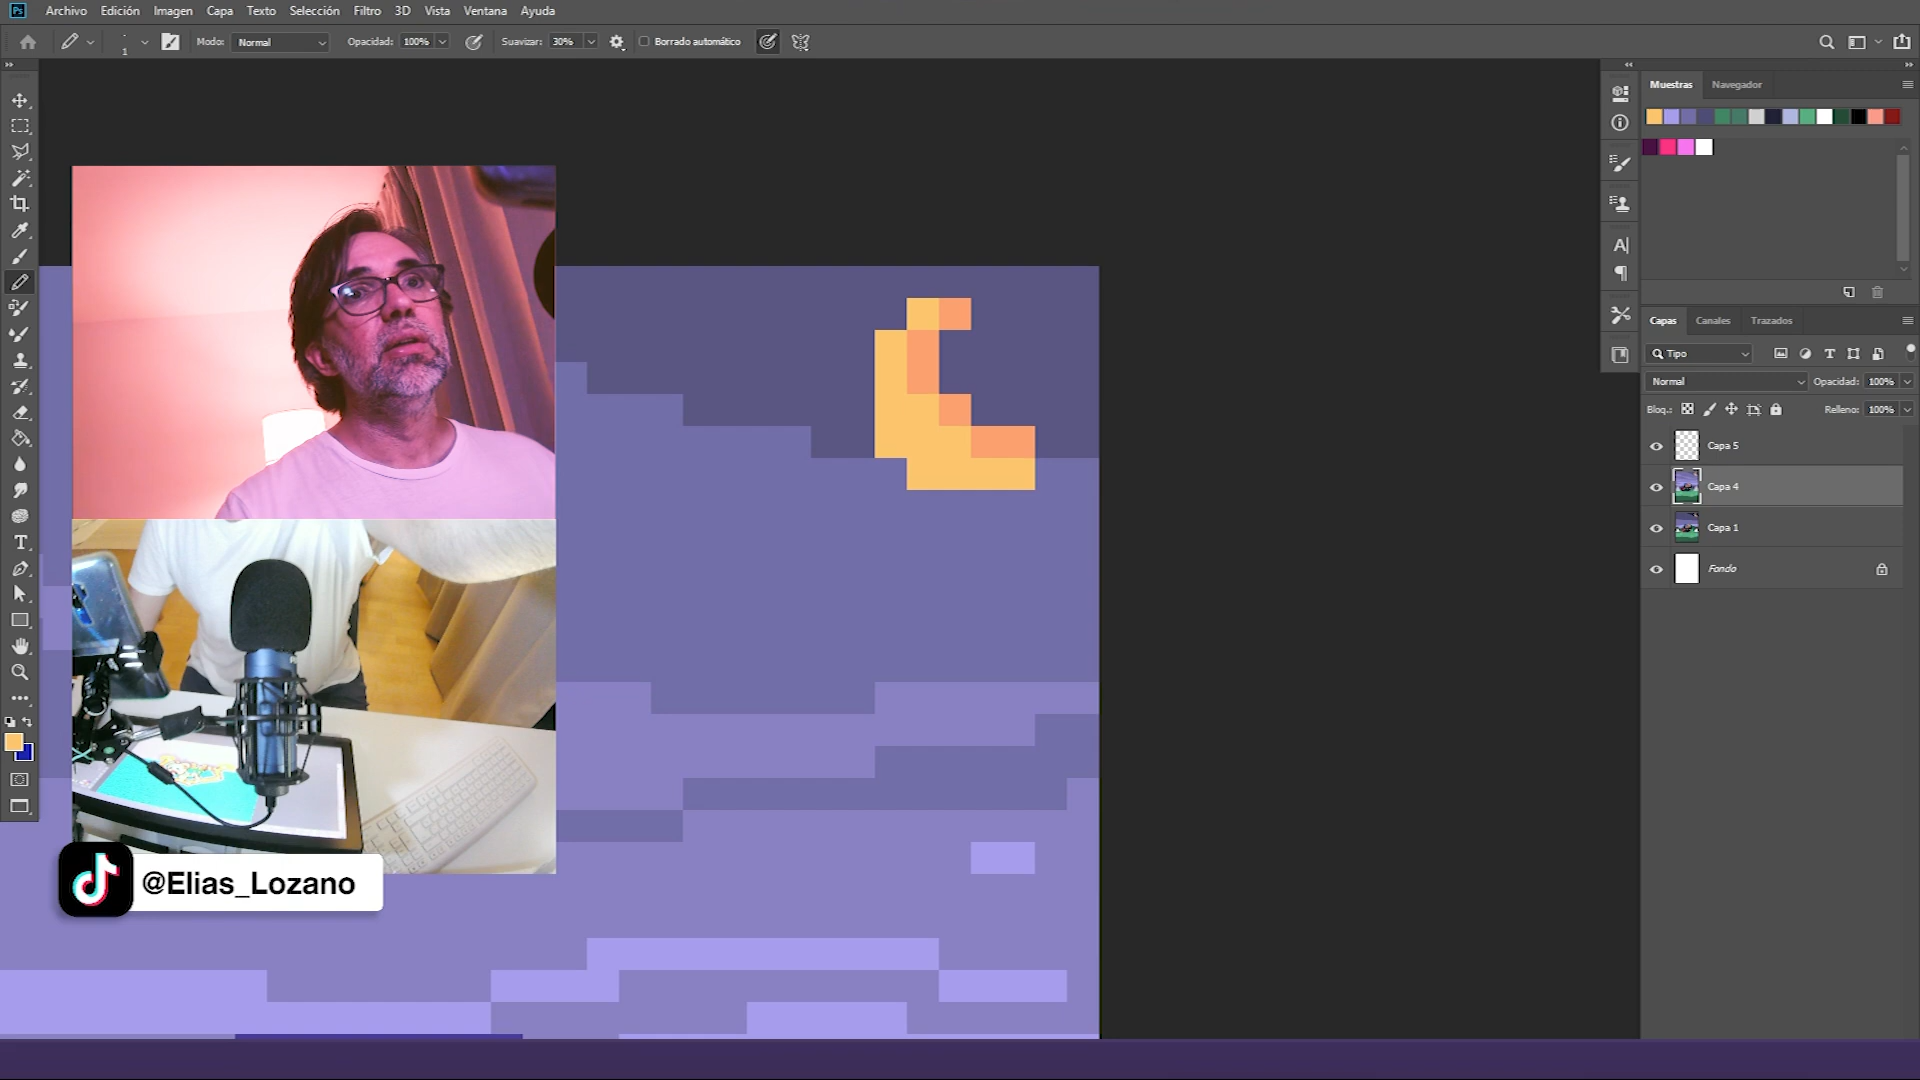 Ps Archivo Edición Imagen Capa Texto Selección Filtro 3D Vista Ventana Ayuda
1 Modo: Normal Opacidad: 100% Suavizar: 30% Borrado automático
Muestras Navegador
Capas Canales Trazados
Tipo
Normal Opacidad: 100%
Bloq.: Relleno: 100%
Capa 5
Capa 4
Capa 1
Fondo
@Elias_Lozano